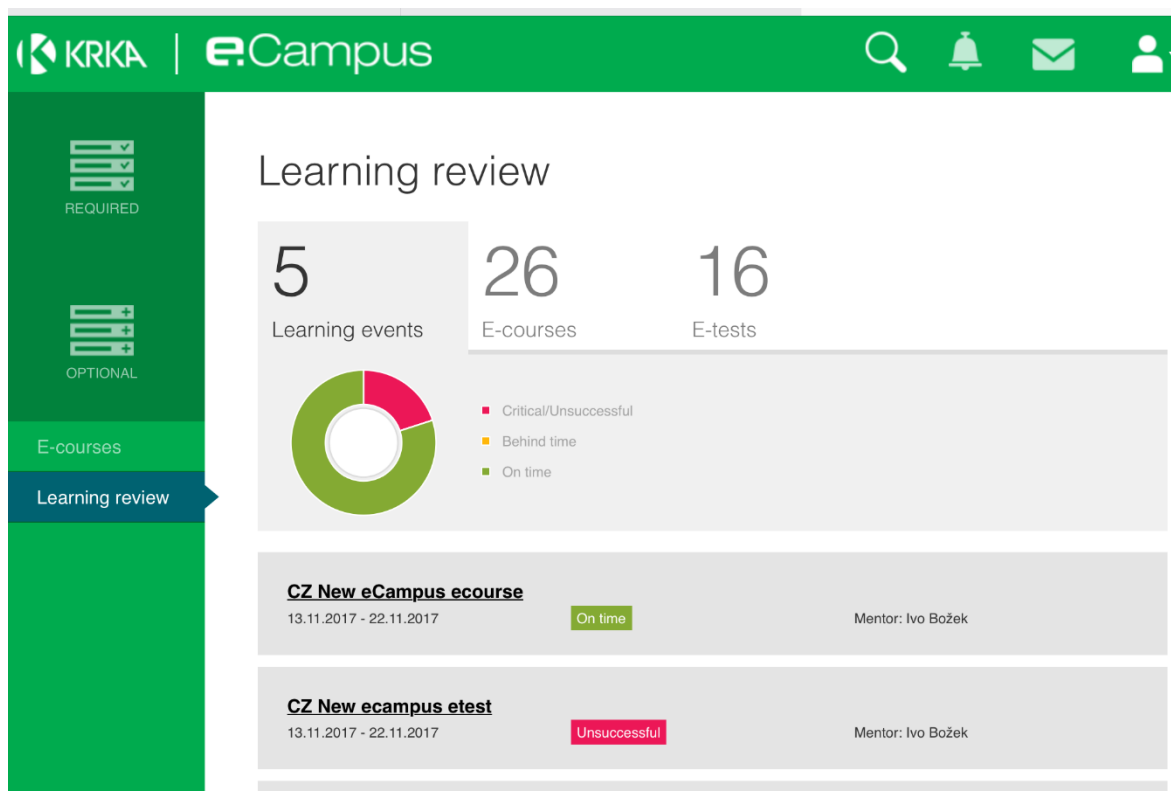 KRKA | e.Campus
REQUIRED
OPTIONAL
E-courses
Learning review
Learning review
5 26 16
Learning events E-courses E-tests
Critical/Unsuccessful
Behind time
On time
CZ New eCampus ecourse
13.11.2017 - 22.11.2017 On time Mentor: Ivo Božek
CZ New ecampus etest
13.11.2017 - 22.11.2017 Unsuccessful Mentor: Ivo Božek